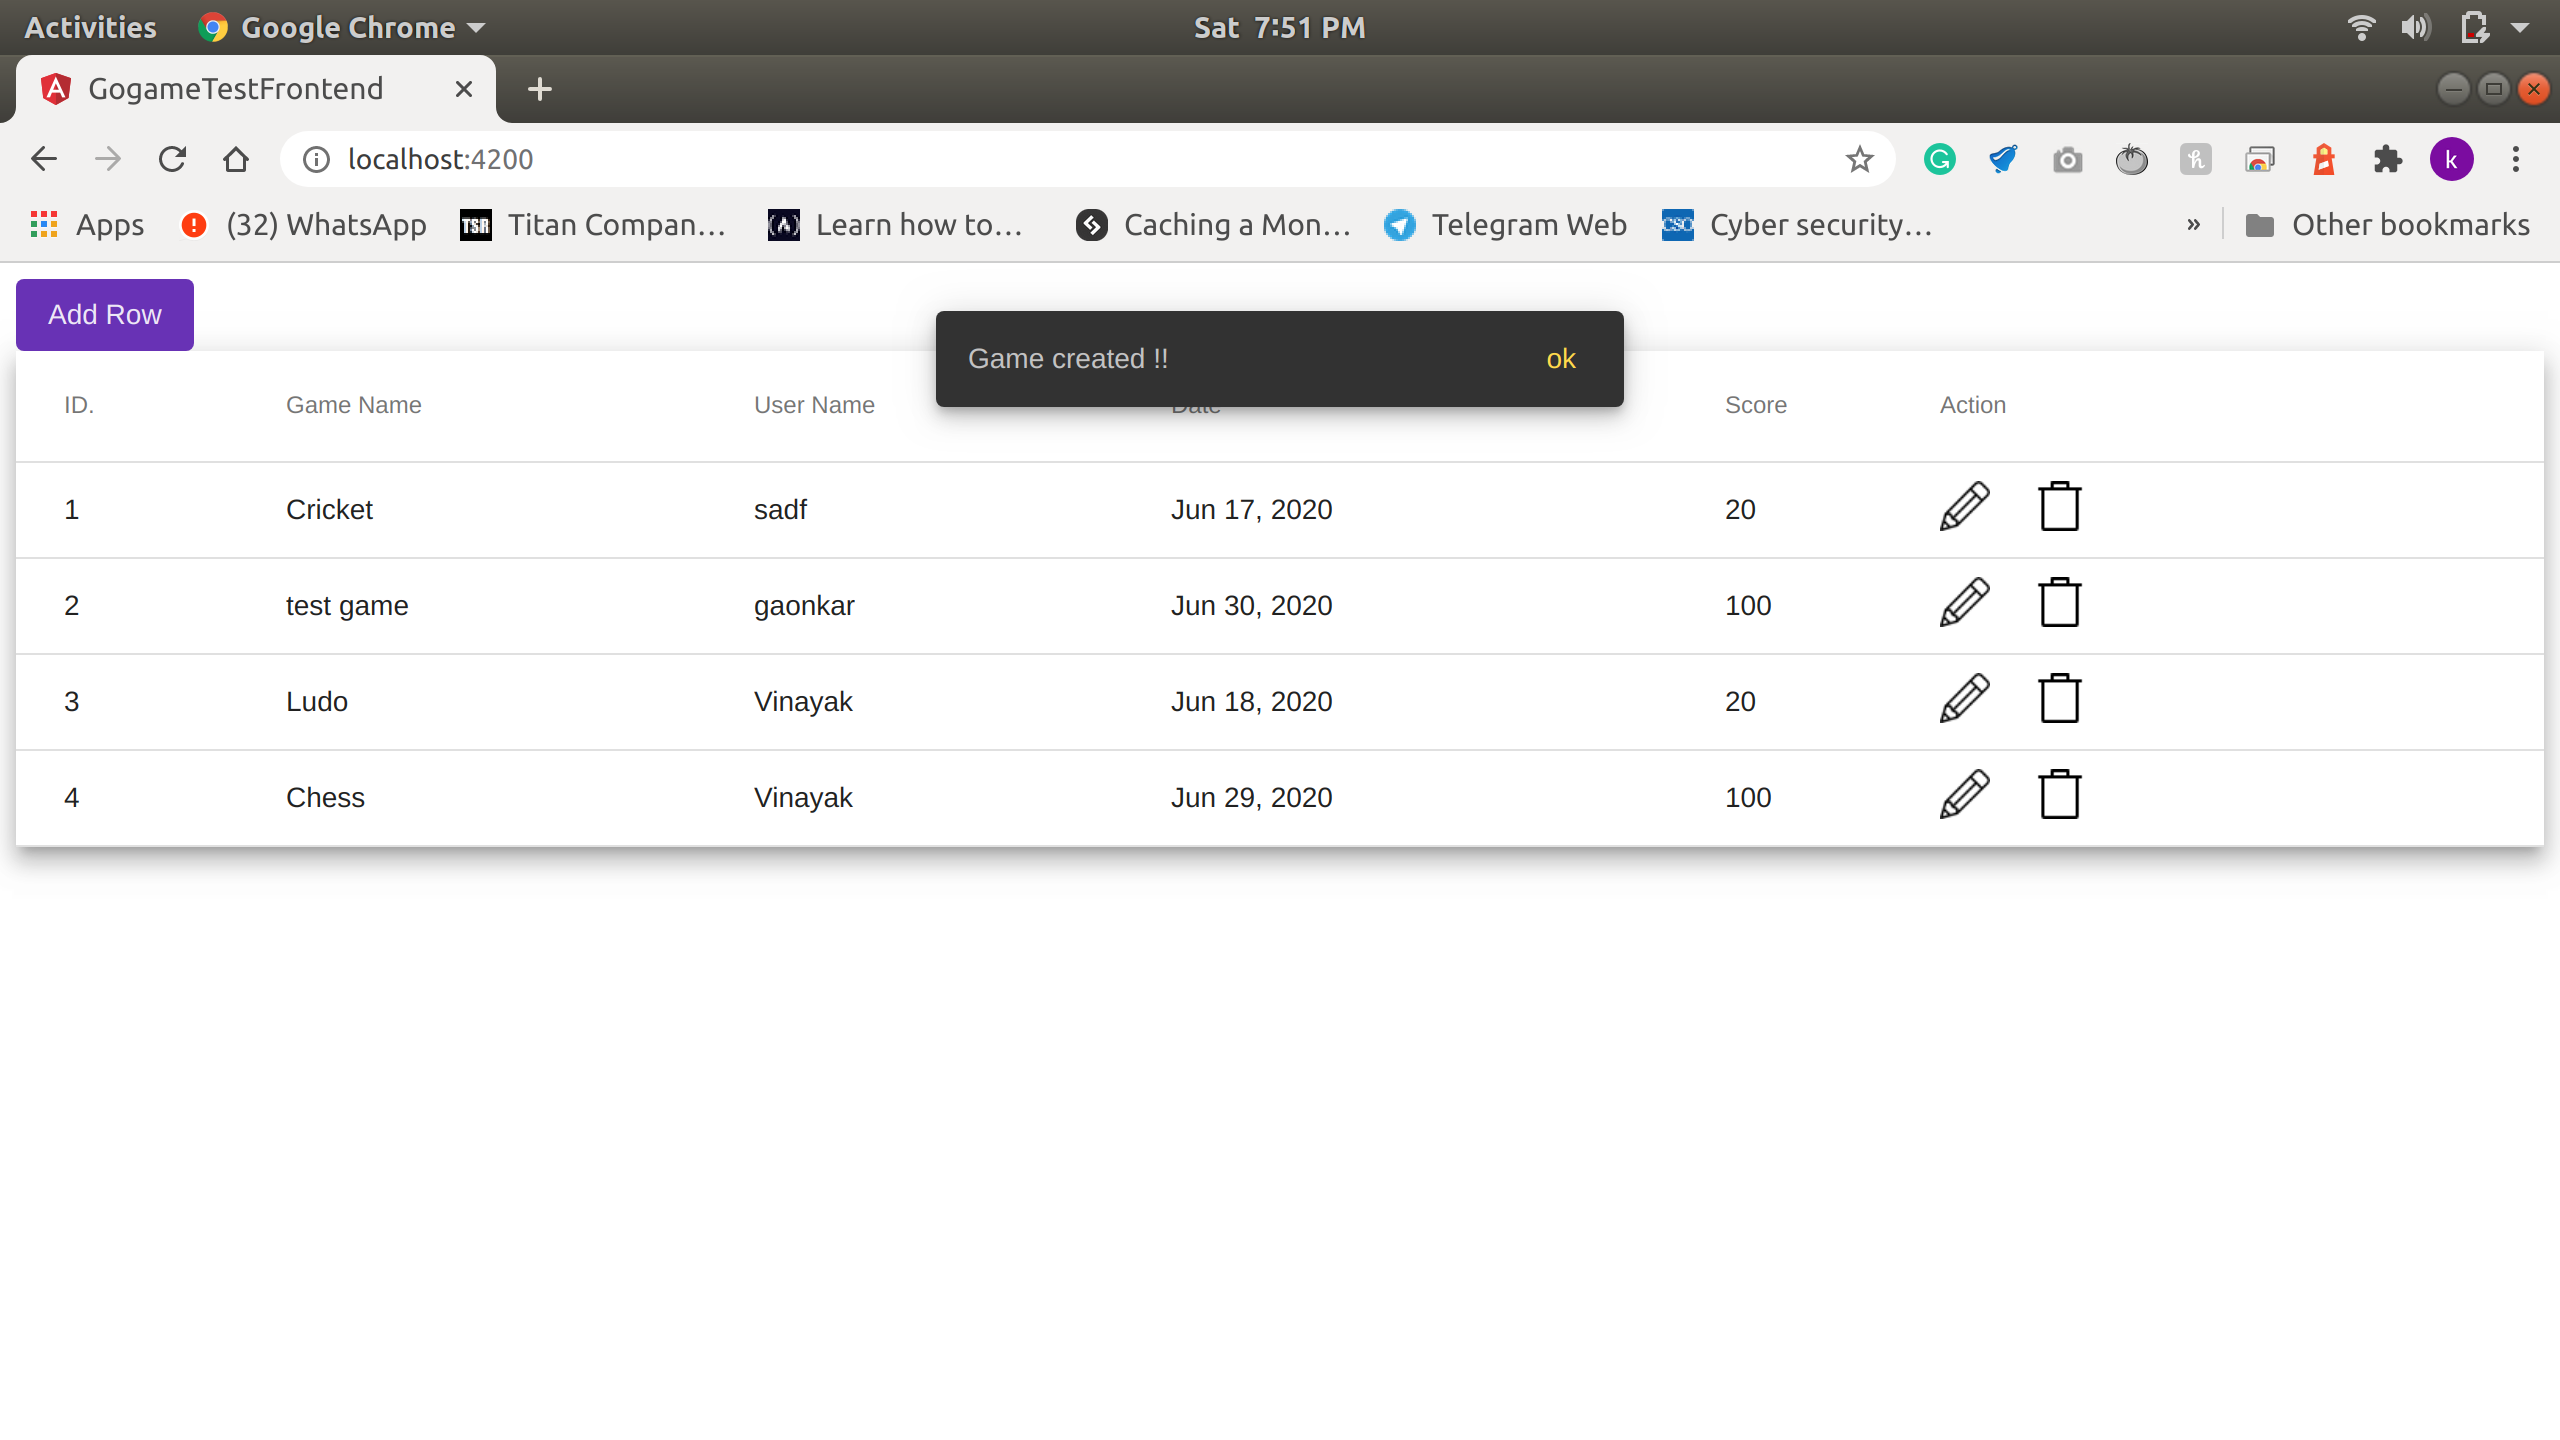 Activities Google Chrome Sat 7:51 PM
GogameTestFrontend
localhost:4200
Apps (32) WhatsApp TSR Titan Compan... Learn how to... Caching a Mon... Telegram Web CSO Cyber security... » Other bookmarks
Add Row
Game created !! ok
ID. Game Name User Name Date Score Action
1 Cricket sadf Jun 17, 2020 20
2 test game gaonkar Jun 30, 2020 100
3 Ludo Vinayak Jun 18, 2020 20
4 Chess Vinayak Jun 29, 2020 100